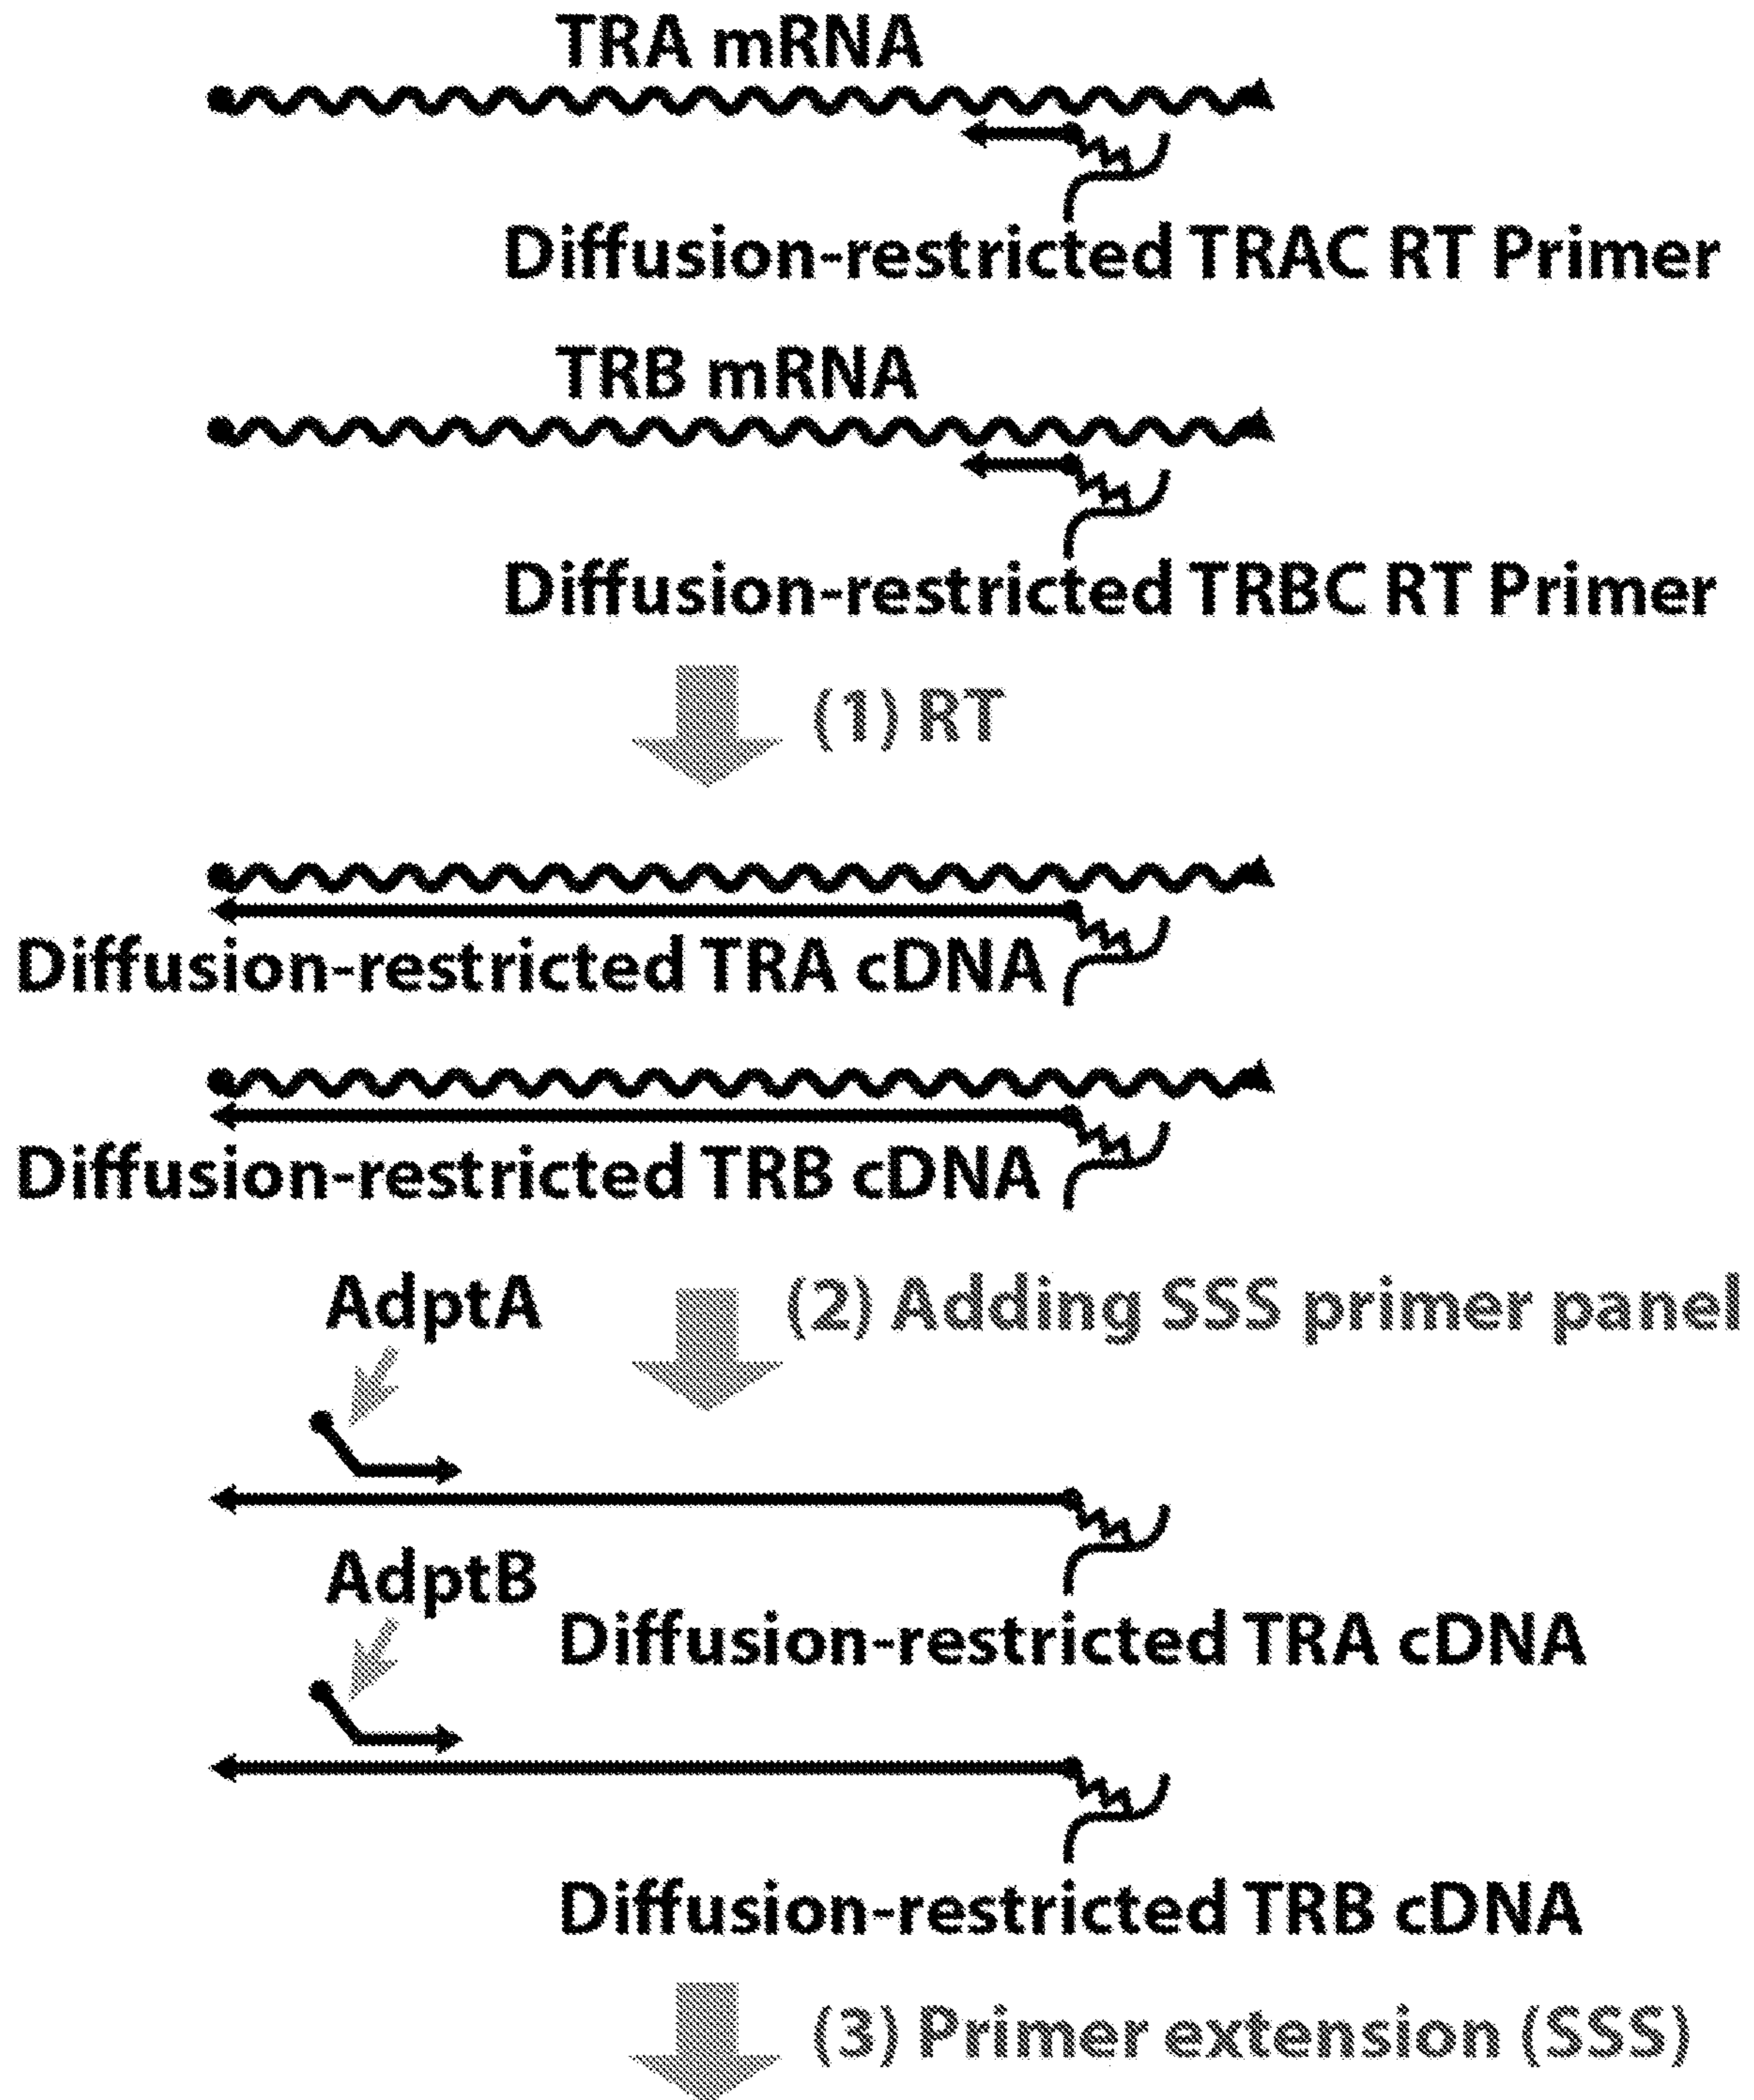 TRA mRNA
Diffusion-restricted TRAC RT Primer
TRB mRNA
Diffusion-restricted TRBC RT Primer
(1) RT
Diffusion-restricted TRA cDNA
Diffusion-restricted TRB cDNA
AdptA
(2) Adding SSS primer panel
AdptB
Diffusion-restricted TRA cDNA
Diffusion-restricted TRB cDNA
(3) Primer extension (SSS)